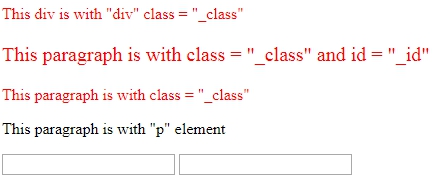 This div is with "div" class = "_class"
This paragraph is with class = "_class" and id = "_id"
This paragraph is with class = "_class"
This paragraph is with "p" element